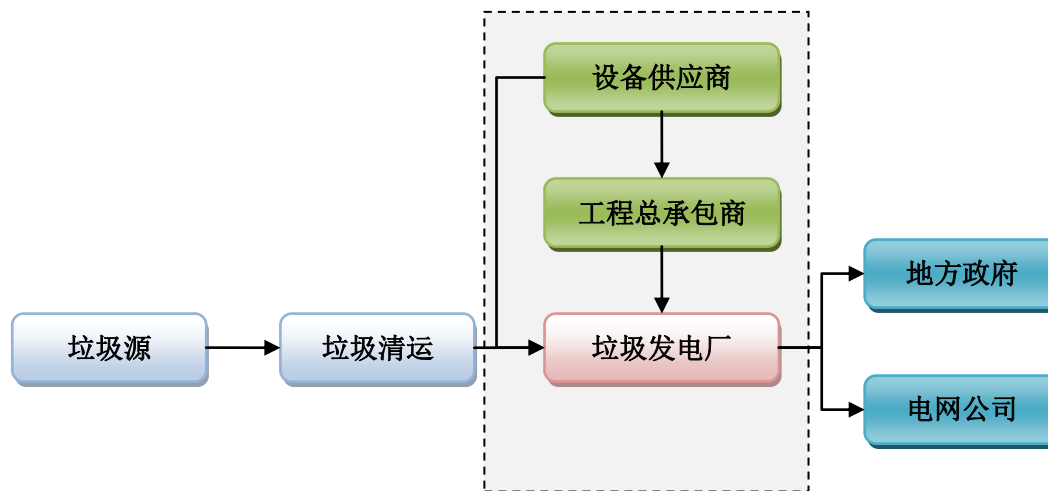 设备供应商
工程总承包商
地方政府
垃圾源
垃圾清运
垃圾发电厂
电网公司